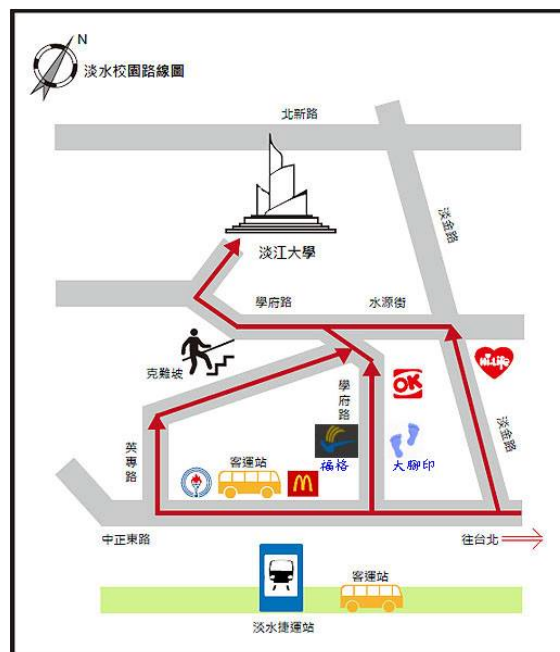 N
淡水校園路線圖
北新路
淡金路
淡江大學
學府路
水源街
Hi-Life
克難坡
OK
學府路
淡金路
英專路
福格
大腳印
客運站
中正東路
往台北
客運站
淡水捷運站